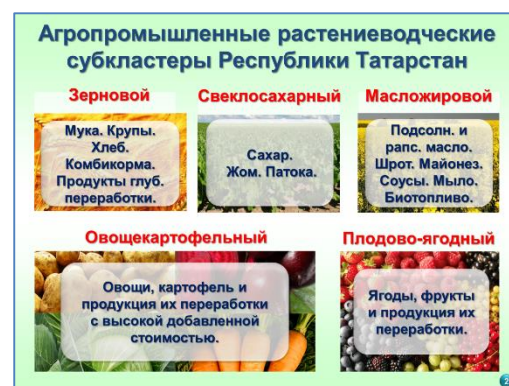 Агропромышленные растениеводческие
субкластеры Республики Татарстан
Зерновой
Мука. Крупы.
Хлеб.
Комбикорма.
Продукты глуб.
переработки.
Свеклосахарный
Сахар.
Жом. Патока.
Масложировой
Подсолн. и
рапс. масло.
Шрот. Майонез.
Соусы. Мыло.
Биотопливо.
Овощекартофельный
Овощи, картофель и
продукция их переработки
с высокой добавленной
стоимостью.
Плодово-ягодный
Ягоды, фрукты
и продукция их
переработки.